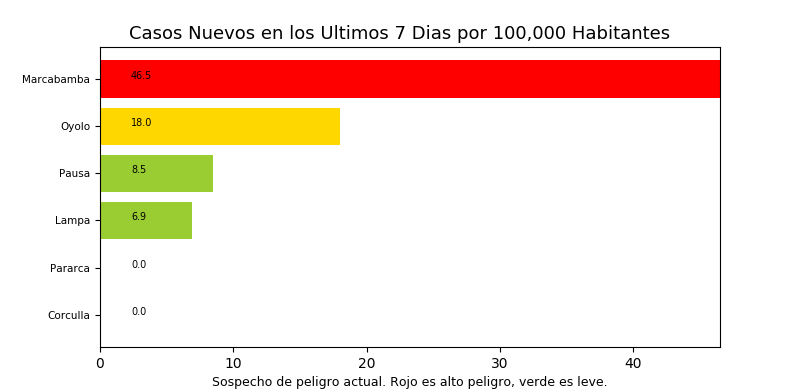 Casos Nuevos en los Ultimos 7 Dias por 100,000 Habitantes
Marcabamba 46.5
Oyolo 18.0
Pausa 8.5
Lampa 6.9
Pararca 0.0
Corculla 0.0
0 10 20 30 40
Sospecho de peligro actual. Rojo es alto peligro, verde es leve.